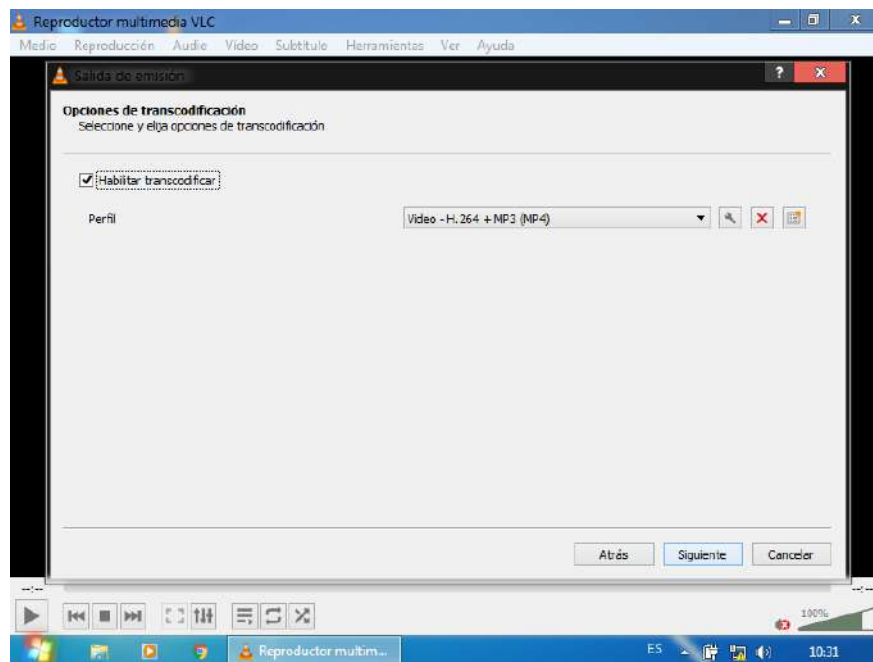 Reproductor multimedia VLC
Medio Reproducción Audio Vídeo Subtítulo Herramientas Ver Ayuda
Salida de emisión
Opciones de transcodificación
Seleccione y elija opciones de transcodificación
Habilitar transcodificar
Perfil Video - H.264 + MP3 (MP4)
Atrás Siguiente Cancelar
--:-- --:--
100%
Reproductor multim... ES 10:31